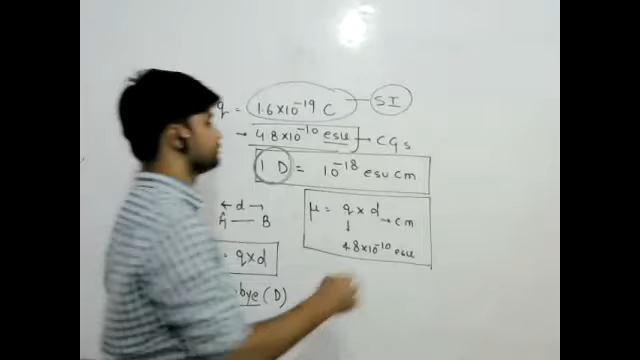 q = 1.6×10⁻¹⁹ C — SI
→ 4.8×10⁻¹⁰ esu → CGS
1 D = 10⁻¹⁸ esu cm
← d →
A — B
μ = q × d → cm
↓
4.8×10⁻¹⁰ esu
= q×d
bye (D)